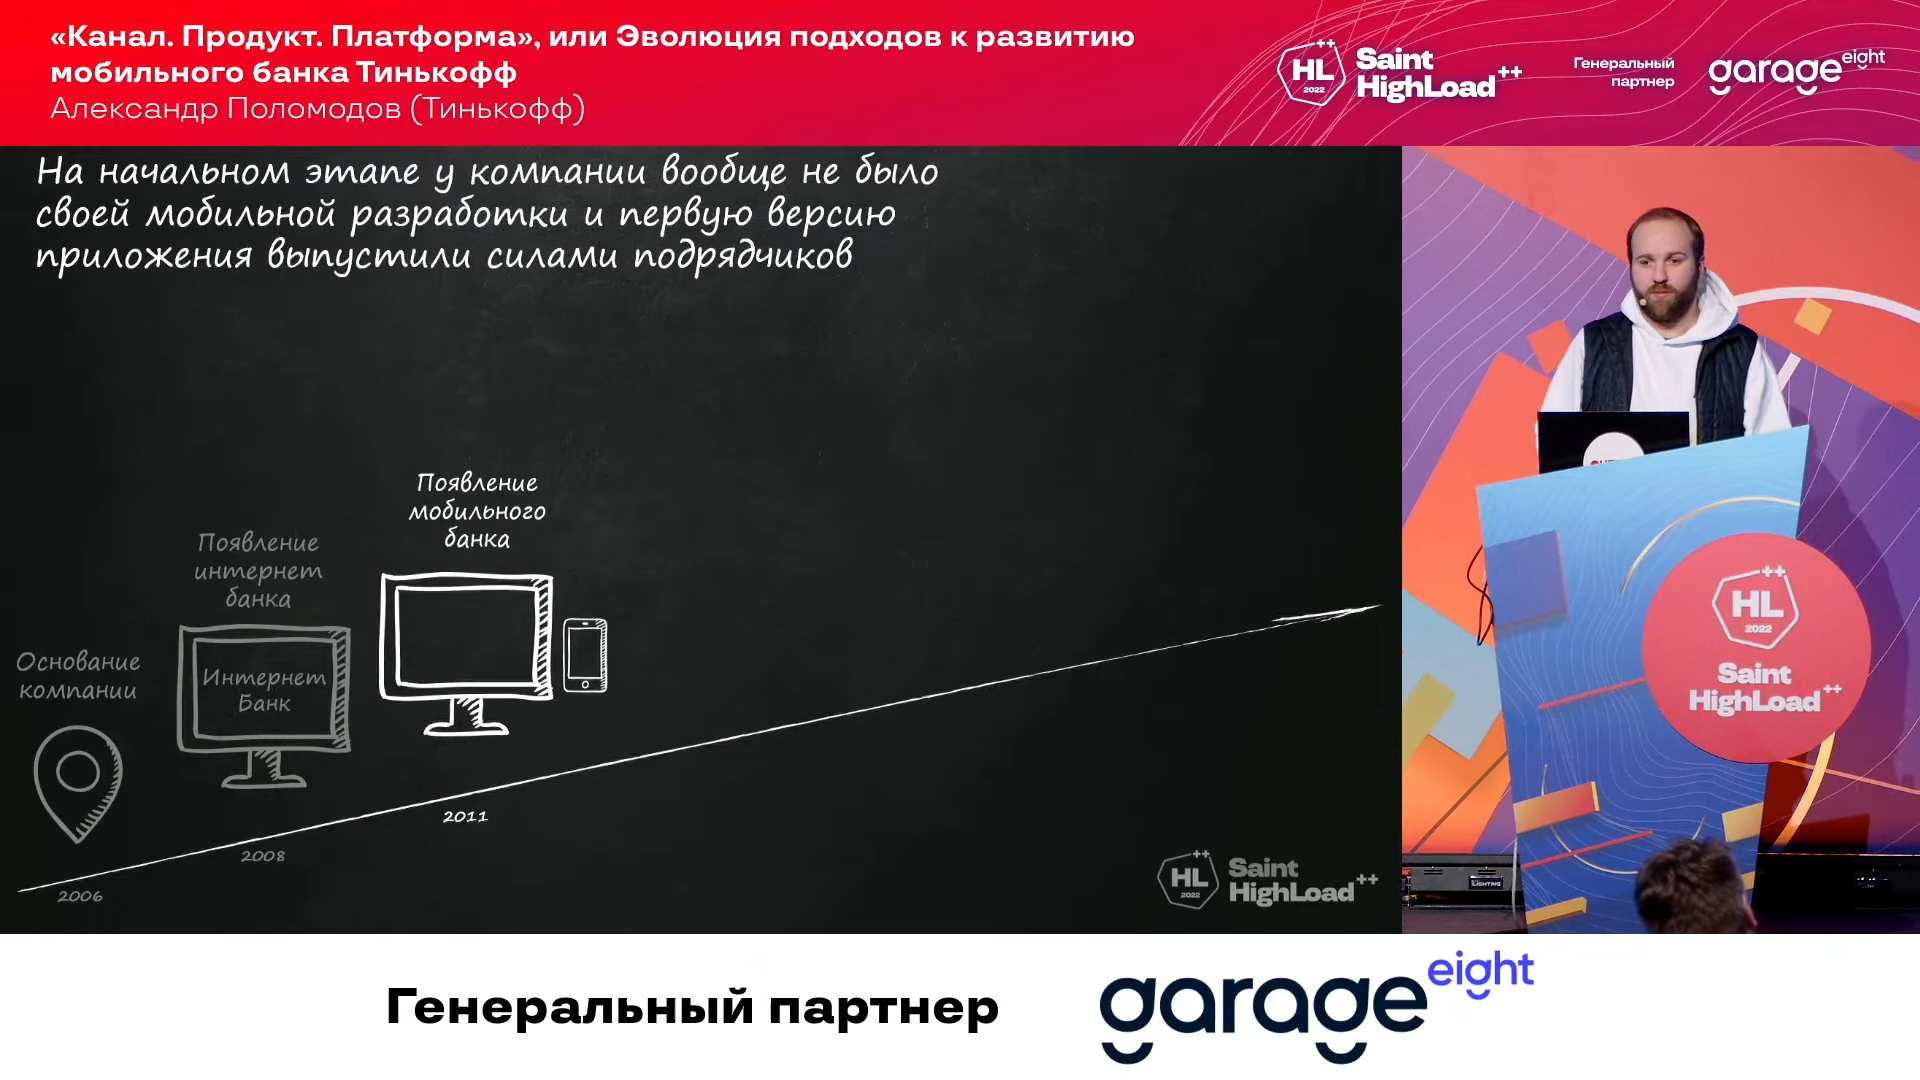 «Канал. Продукт. Платформа», или Эволюция подходов к развитию
мобильного банка Тинькофф
Александр Поломодов (Тинькофф)
HL
2022
Saint
HighLoad++
Генеральный
партнер
garage eight
На начальном этапе у компании вообще не было
своей мобильной разработки и первую версию
приложения выпустили силами подрядчиков
Появление
мобильного
банка
Появление
интернет
банка
Интернет
Банк
Основание
компании
2011
2008
2006
HL
2022
Saint
HighLoad++
HL
2022
Saint
HighLoad++
LIGHTING
Генеральный партнер
garage eight